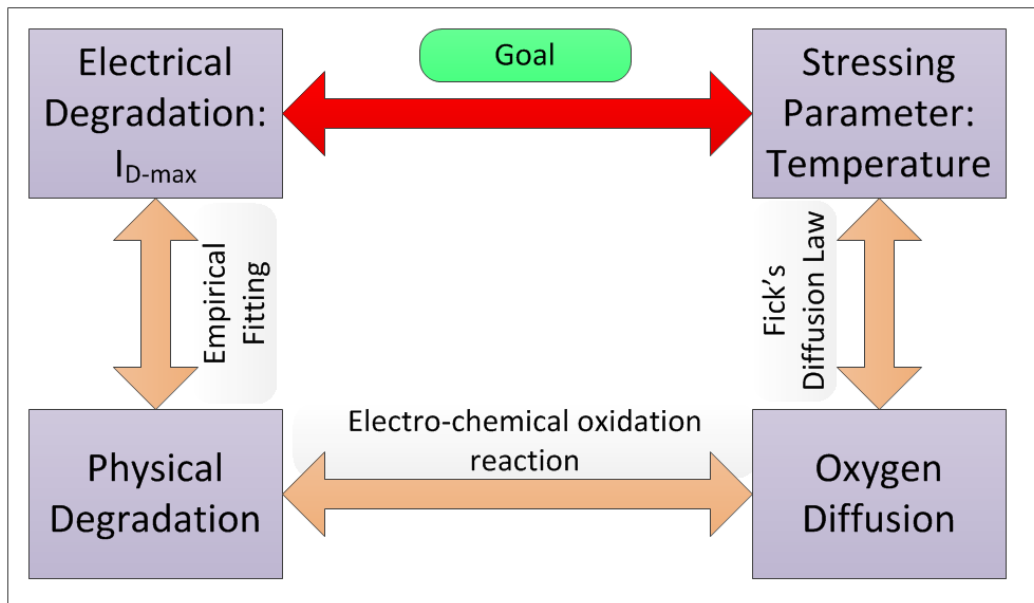 Electrical
Degradation:
I_D-max
Goal
Stressing
Parameter:
Temperature
Empirical
Fitting
Fick's
Diffusion Law
Electro-chemical oxidation
reaction
Physical
Degradation
Oxygen
Diffusion